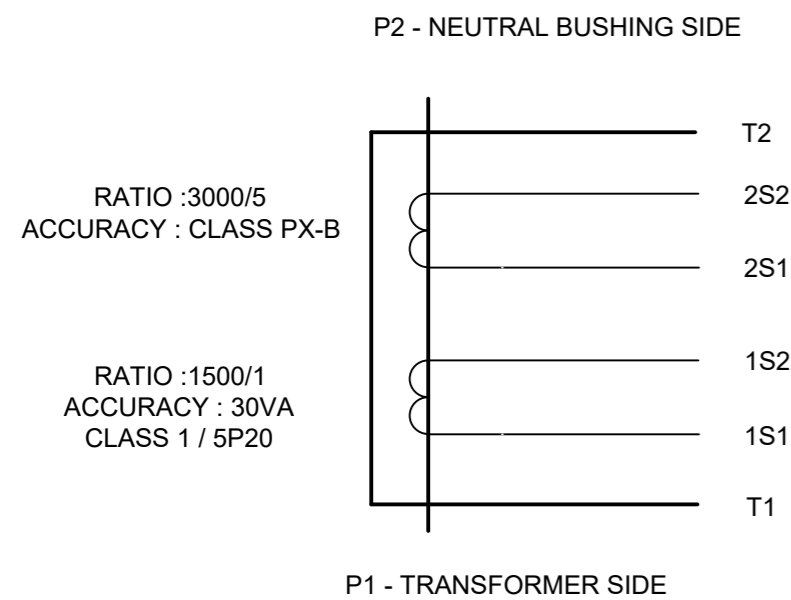 P2 - NEUTRAL BUSHING SIDE
T2
RATIO :3000/5
ACCURACY : CLASS PX-B
2S2
2S1
RATIO :1500/1
ACCURACY : 30VA
CLASS 1 / 5P20
1S2
1S1
T1
P1 - TRANSFORMER SIDE